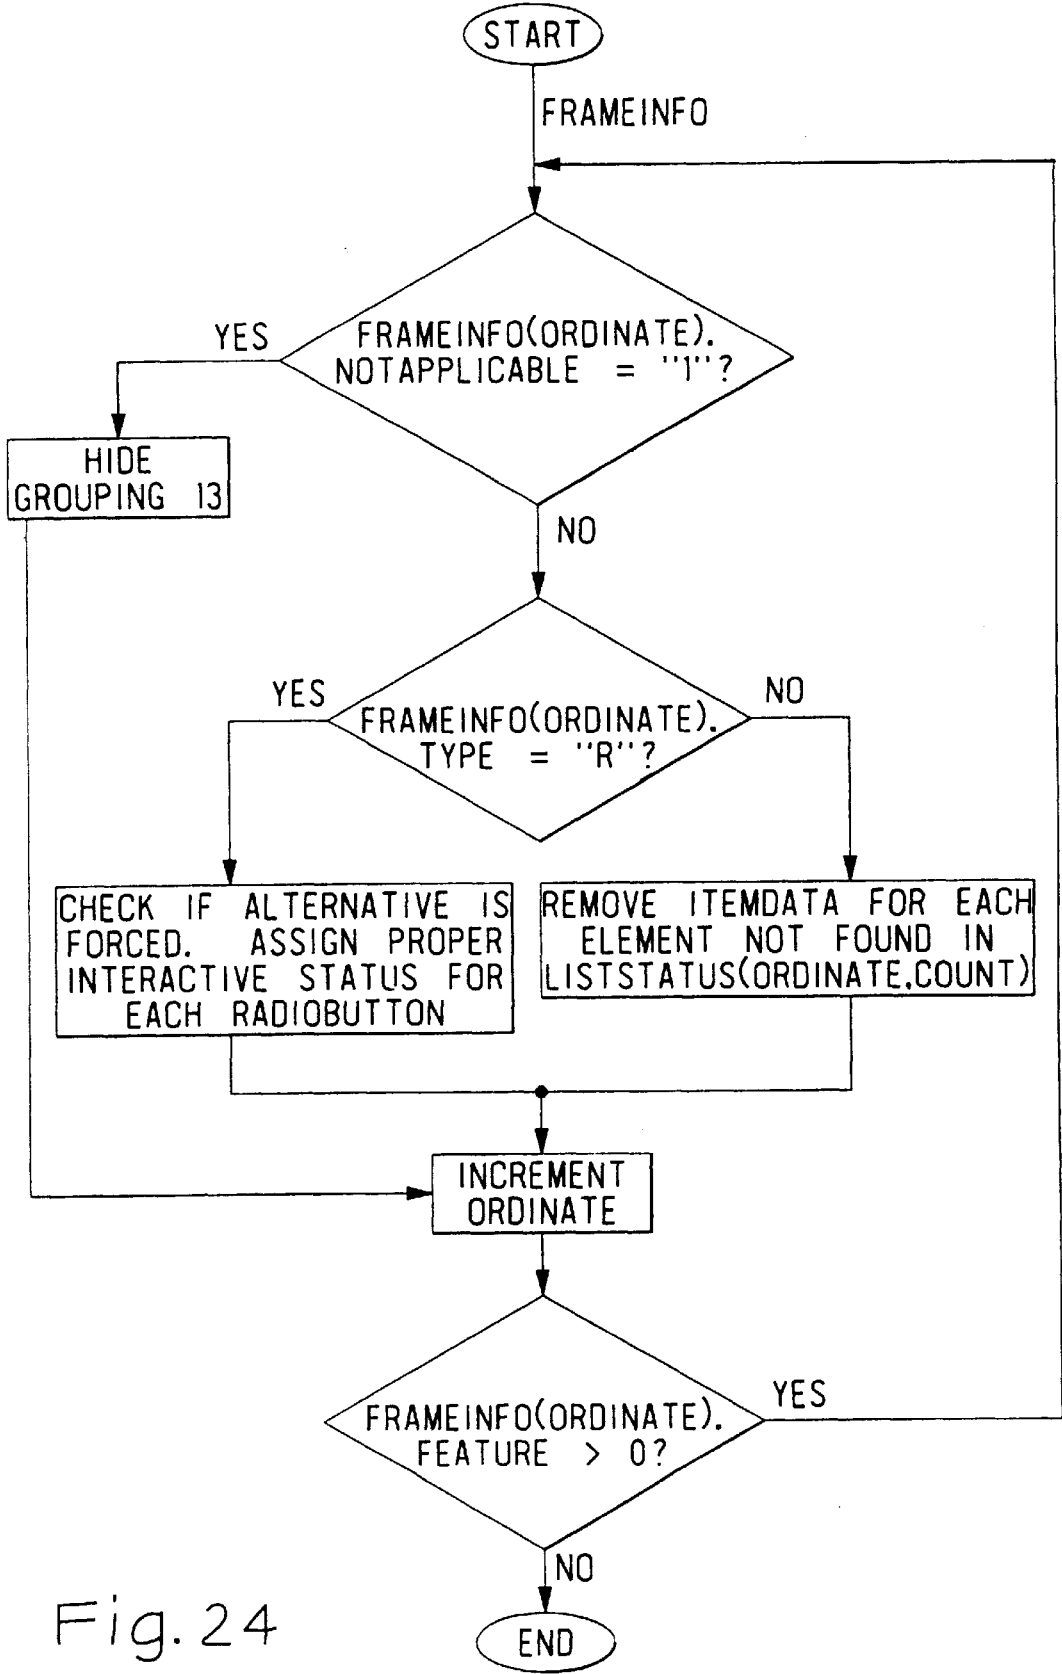 START
FRAMEINFO
YES
FRAMEINFO(ORDINATE).
NOTAPPLICABLE = "1"?
HIDE
GROUPING 13
NO
YES
NO
FRAMEINFO(ORDINATE).
TYPE = "R"?
CHECK IF ALTERNATIVE IS
FORCED. ASSIGN PROPER
INTERACTIVE STATUS FOR
EACH RADIOBUTTON
REMOVE ITEMDATA FOR EACH
ELEMENT NOT FOUND IN
LISTSTATUS(ORDINATE,COUNT)
INCREMENT
ORDINATE
YES
FRAMEINFO(ORDINATE).
FEATURE > 0?
NO
END
Fig. 24